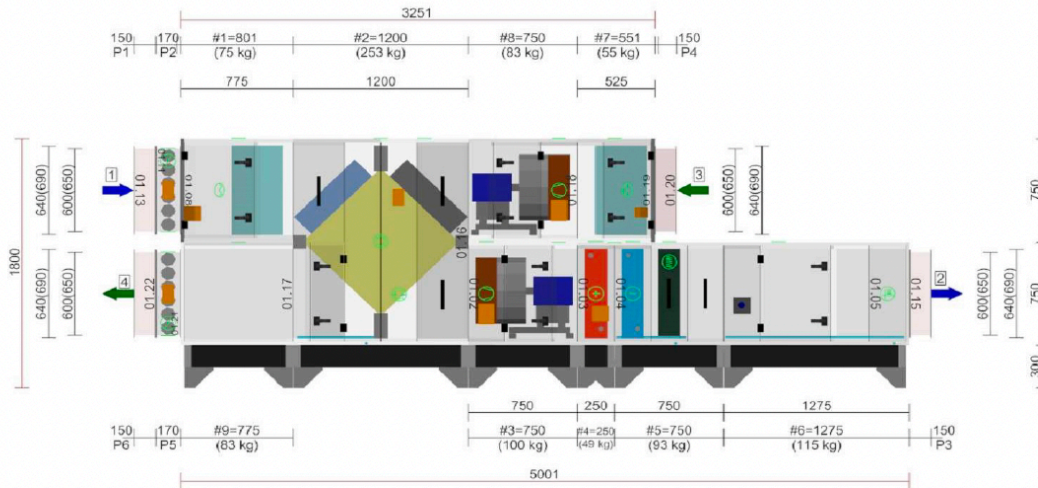 3251
150 170 #1=801 #2=1200 #8=750 #7=551 150
P1 P2 (75 kg) (253 kg) (83 kg) (55 kg) P4
775 1200 525
1800
640(690) 600(650) 1 01.13 01.18 01.19 01.20 3 600(650) 640(690) 750
01.16
640(690) 600(650) 4 01.22 01.17 01.02 01.03 01.04 01.05 01.15 2 600(650) 640(690) 750
300
750 250 750 1275
150 170 #9=775 #3=750 #4=250 #5=750 #6=1275 150
P6 P5 (83 kg) (100 kg) (49 kg) (93 kg) (115 kg) P3
5001